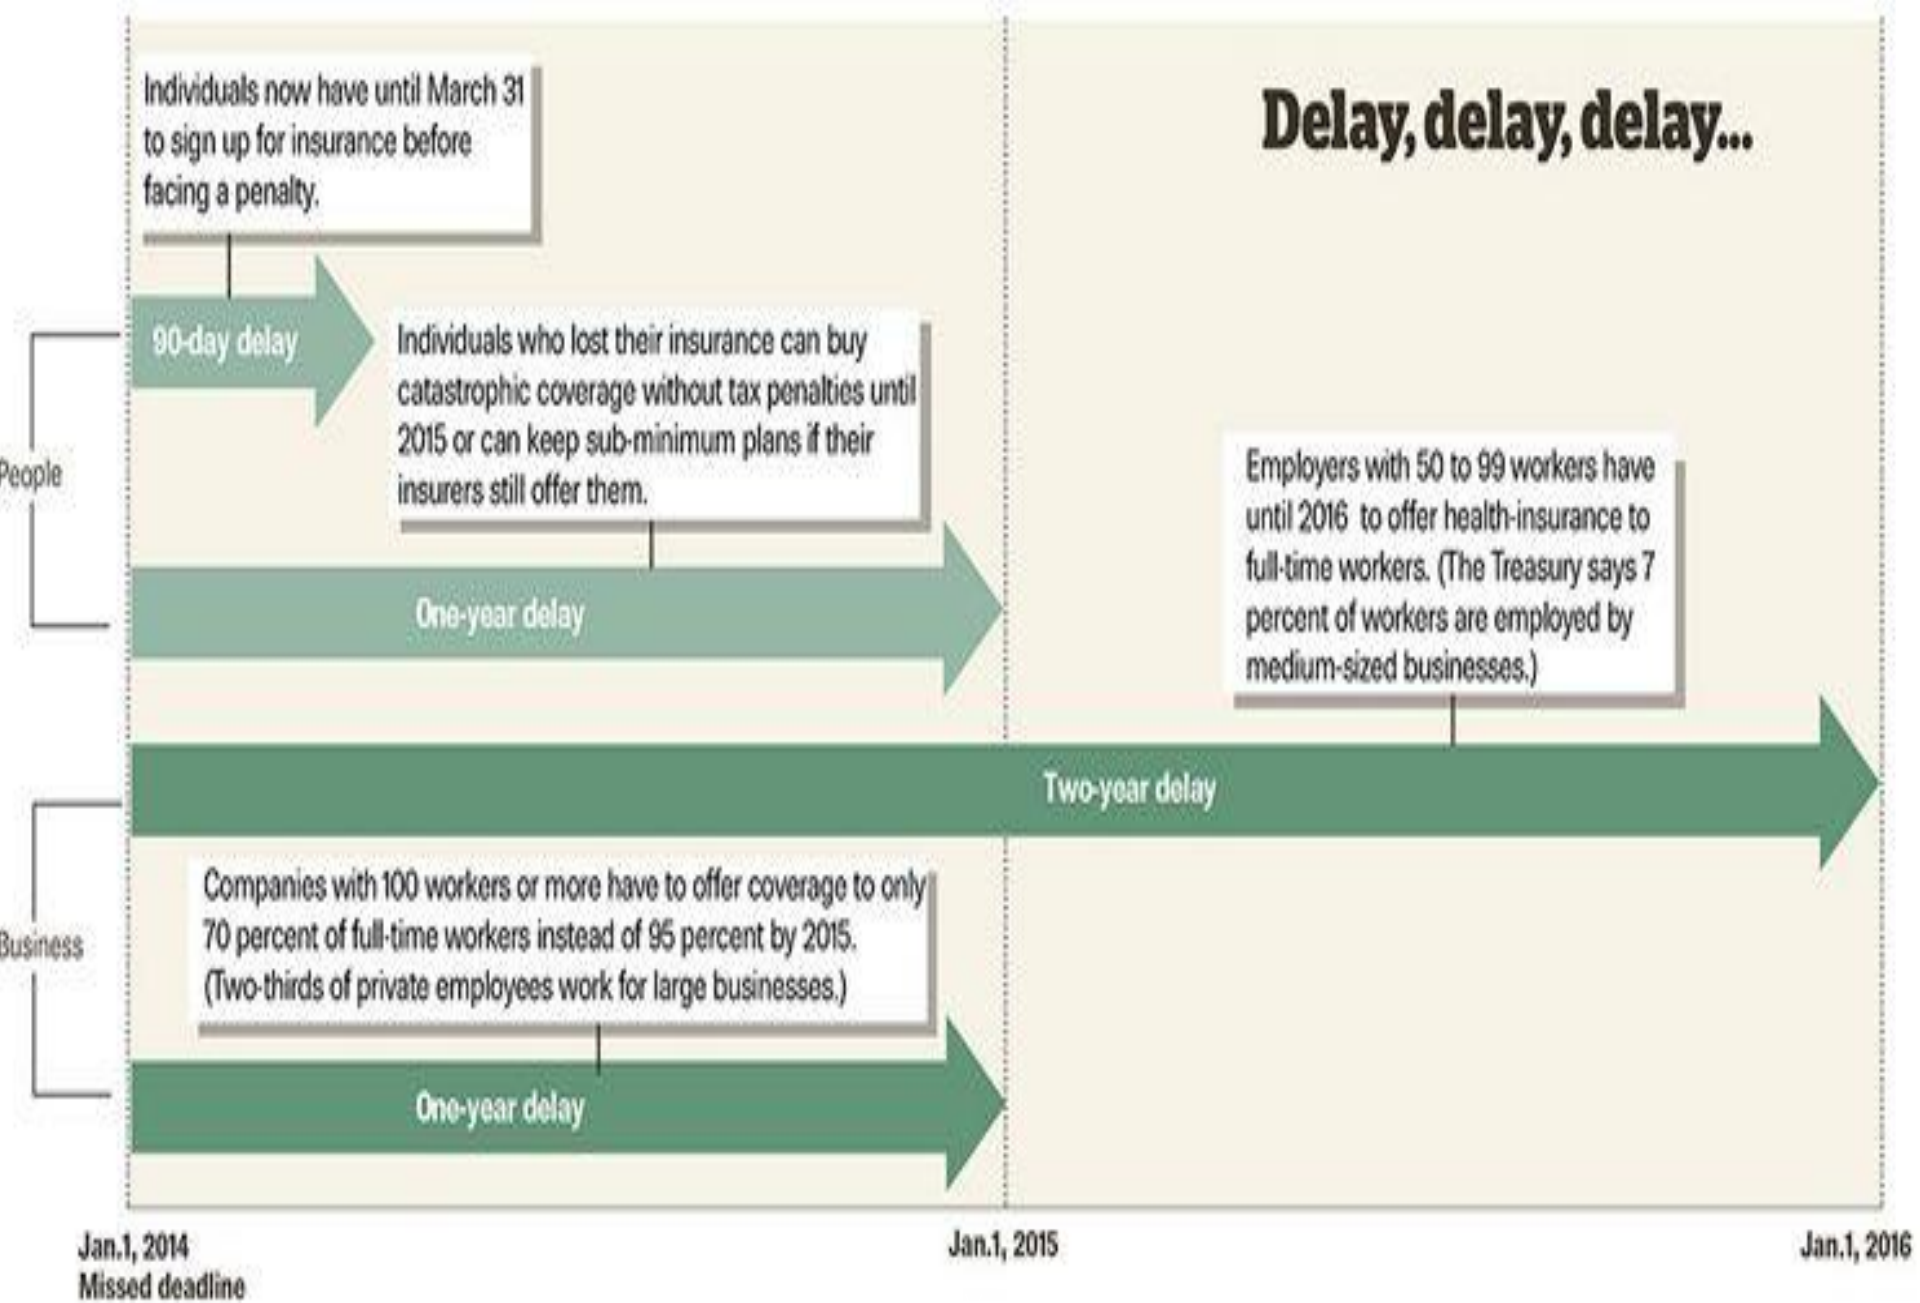 Delay, delay, delay...
Individuals now have until March 31
to sign up for insurance before
facing a penalty.
90-day delay
Individuals who lost their insurance can buy
catastrophic coverage without tax penalties until
2015 or can keep sub-minimum plans if their
insurers still offer them.
People
One-year delay
Employers with 50 to 99 workers have
until 2016 to offer health-insurance to
full-time workers. (The Treasury says 7
percent of workers are employed by
medium-sized businesses.)
Two-year delay
Companies with 100 workers or more have to offer coverage to only
70 percent of full-time workers instead of 95 percent by 2015.
(Two-thirds of private employees work for large businesses.)
Business
One-year delay
Jan.1, 2014
Missed deadline
Jan.1, 2015
Jan.1, 2016